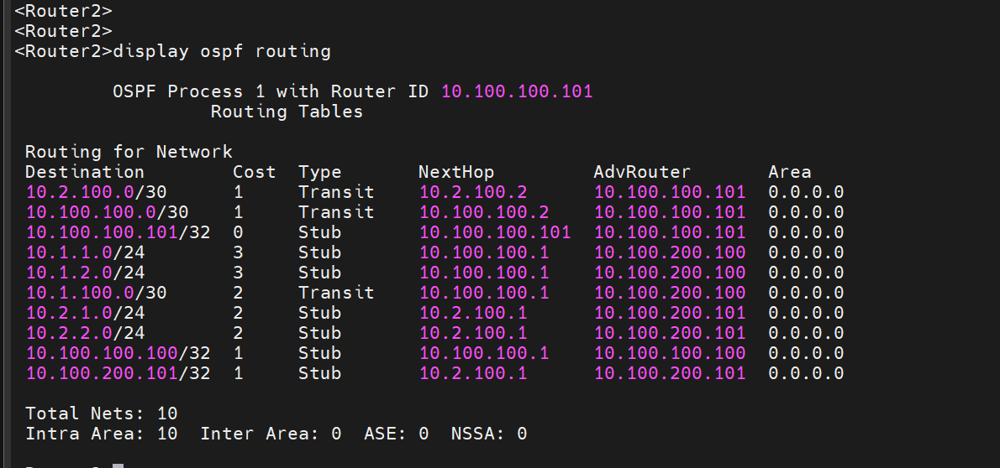 <Router2>
<Router2>
<Router2>display ospf routing
OSPF Process 1 with Router ID 10.100.100.101
Routing Tables
Routing for Network
Destination Cost Type NextHop AdvRouter Area
10.2.100.0/30 1 Transit 10.2.100.2 10.100.100.101 0.0.0.0
10.100.100.0/30 1 Transit 10.100.100.2 10.100.100.101 0.0.0.0
10.100.100.101/32 0 Stub 10.100.100.101 10.100.100.101 0.0.0.0
10.1.1.0/24 3 Stub 10.100.100.1 10.100.200.100 0.0.0.0
10.1.2.0/24 3 Stub 10.100.100.1 10.100.200.100 0.0.0.0
10.1.100.0/30 2 Transit 10.100.100.1 10.100.200.100 0.0.0.0
10.2.1.0/24 2 Stub 10.2.100.1 10.100.200.101 0.0.0.0
10.2.2.0/24 2 Stub 10.2.100.1 10.100.200.101 0.0.0.0
10.100.100.100/32 1 Stub 10.100.100.1 10.100.100.100 0.0.0.0
10.100.200.101/32 1 Stub 10.2.100.1 10.100.200.101 0.0.0.0
Total Nets: 10
Intra Area: 10 Inter Area: 0 ASE: 0 NSSA: 0